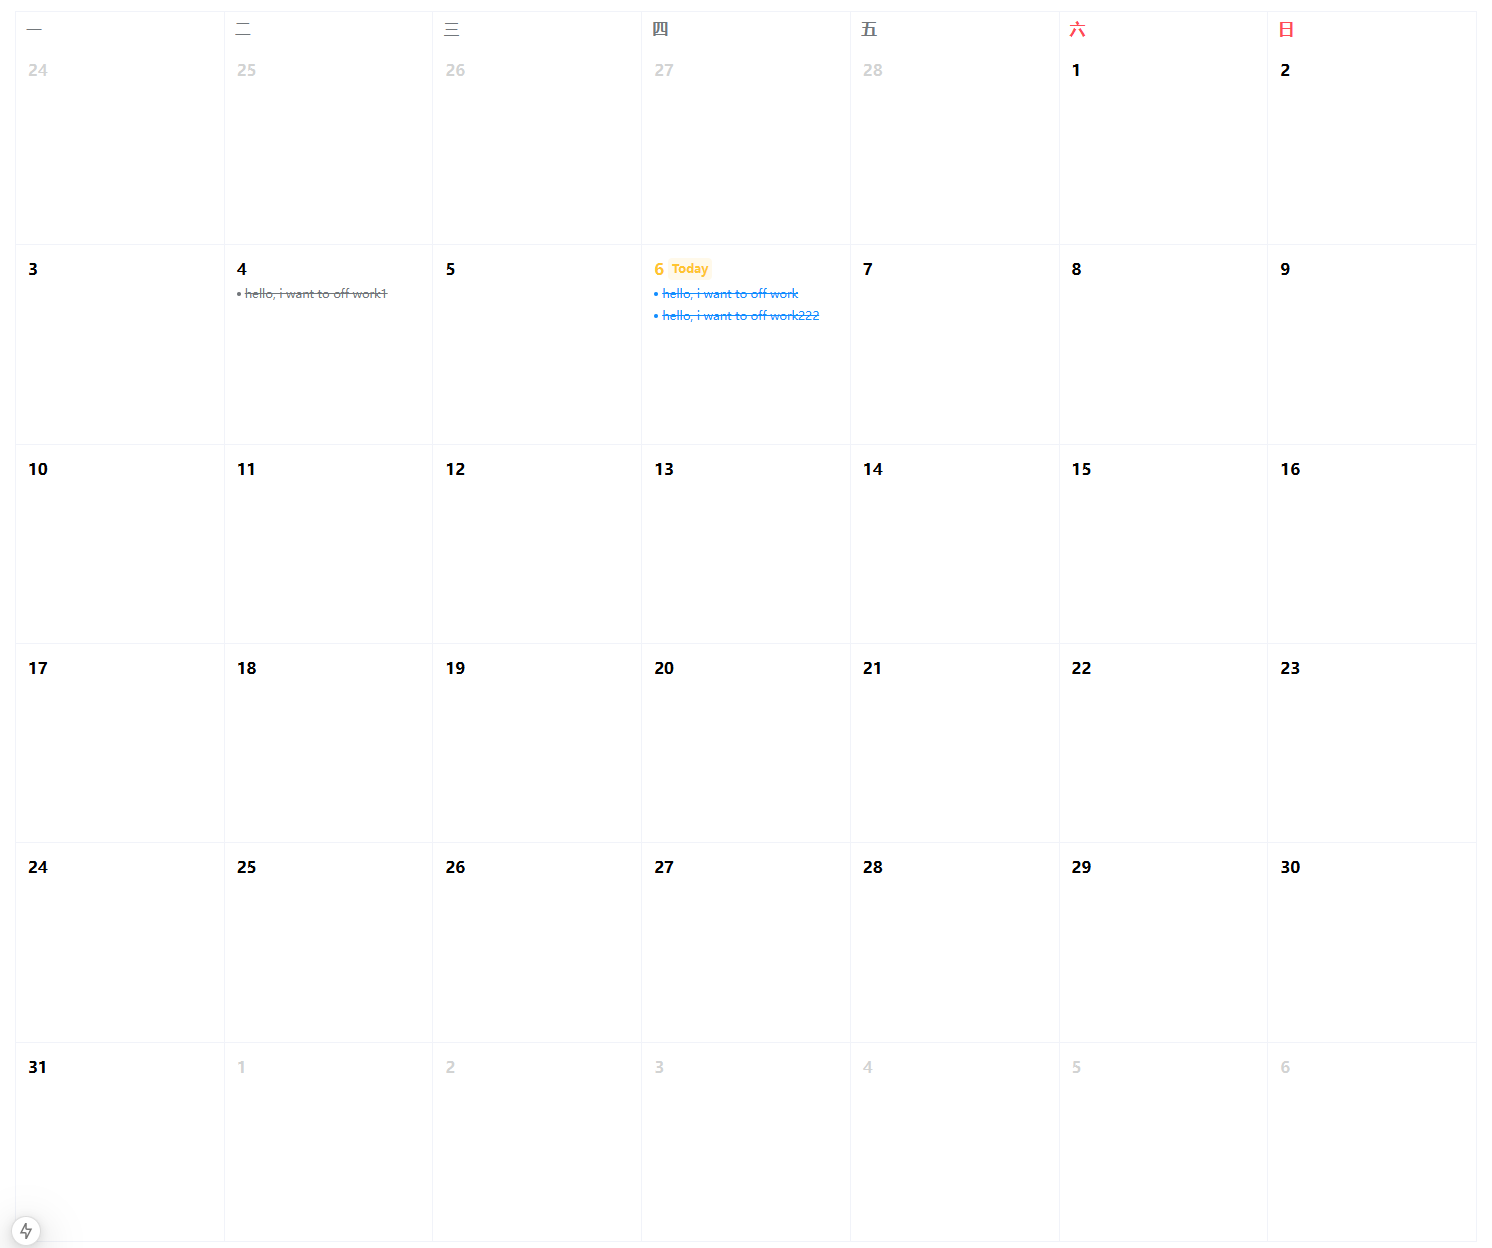 一 二 三 四 五 六 日
24 25 26 27 28 1 2
3 4 5 6 Today 7 8 9
• hello, i want to off work1 • hello, i want to off work
• hello, i want to off work222
10 11 12 13 14 15 16
17 18 19 20 21 22 23
24 25 26 27 28 29 30
31 1 2 3 4 5 6